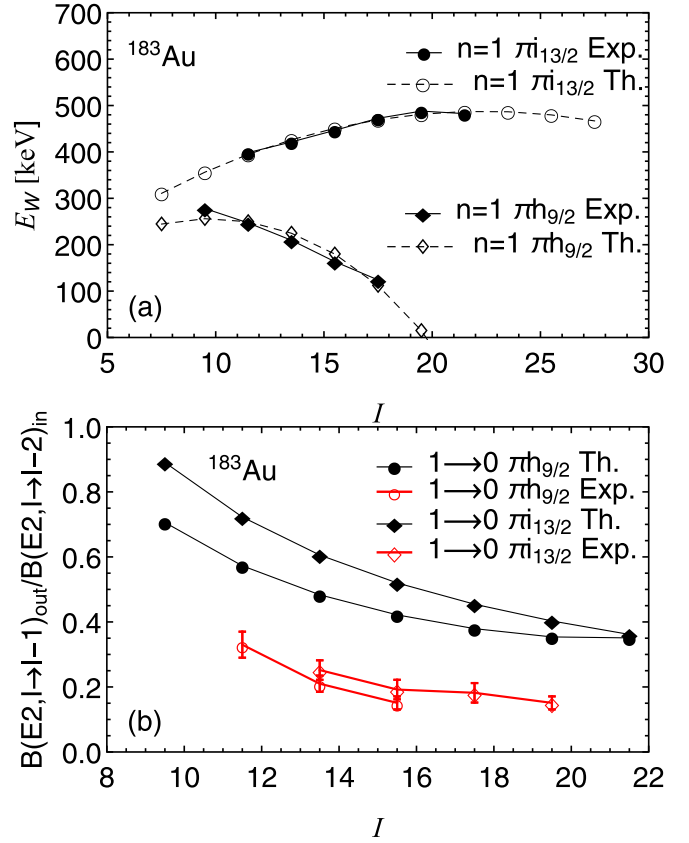 700
600
500
400
300
200
100
0
E_W [keV]
¹⁸³Au
n=1 πi₁₃/₂ Exp.
n=1 πi₁₃/₂ Th.
n=1 πh₉/₂ Exp.
n=1 πh₉/₂ Th.
(a)
5 10 15 20 25 30
I
1.0
0.8
0.6
0.4
0.2
0.0
B(E2,I→I−1)out/B(E2,I→I−2)in
¹⁸³Au
1→0 πh₉/₂ Th.
1→0 πh₉/₂ Exp.
1→0 πi₁₃/₂ Th.
1→0 πi₁₃/₂ Exp.
(b)
8 10 12 14 16 18 20 22
I